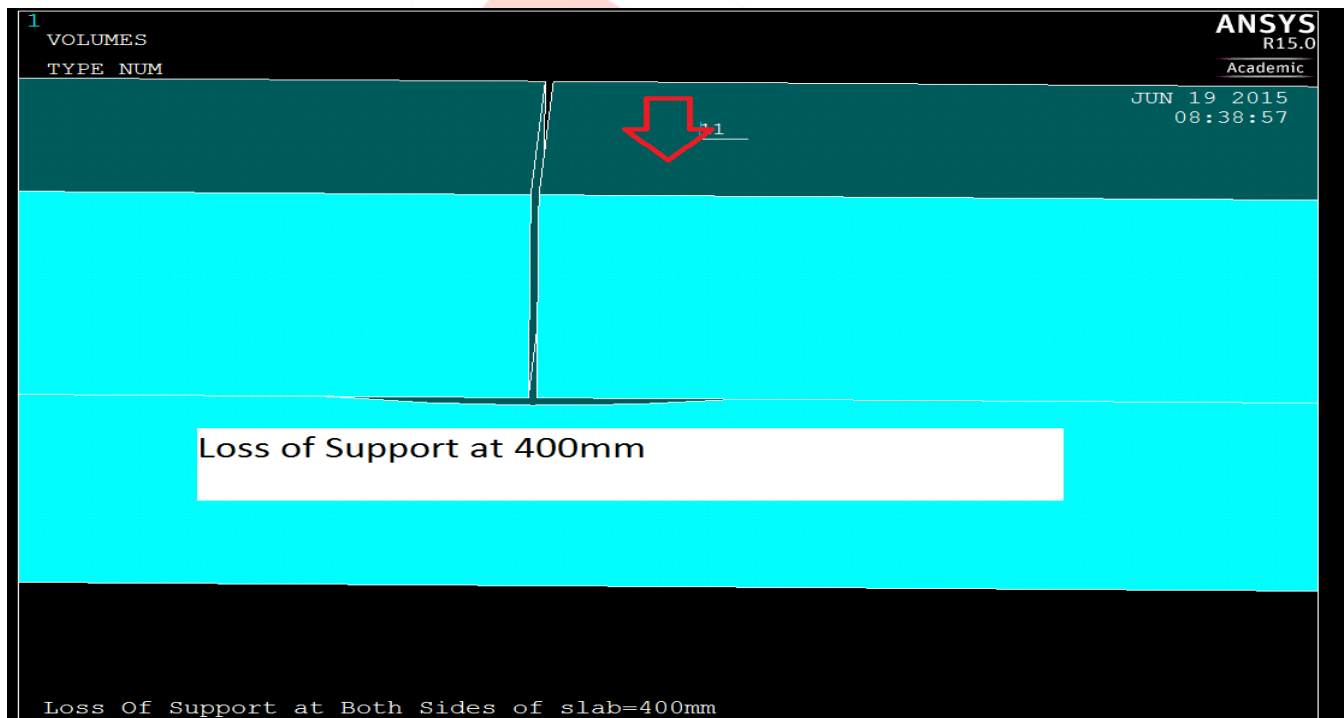 1
VOLUMES
TYPE NUM
ANSYS
R15.0
Academic
JUN 19 2015
08:38:57
11
Loss of Support at 400mm
Loss Of Support at Both Sides of slab=400mm